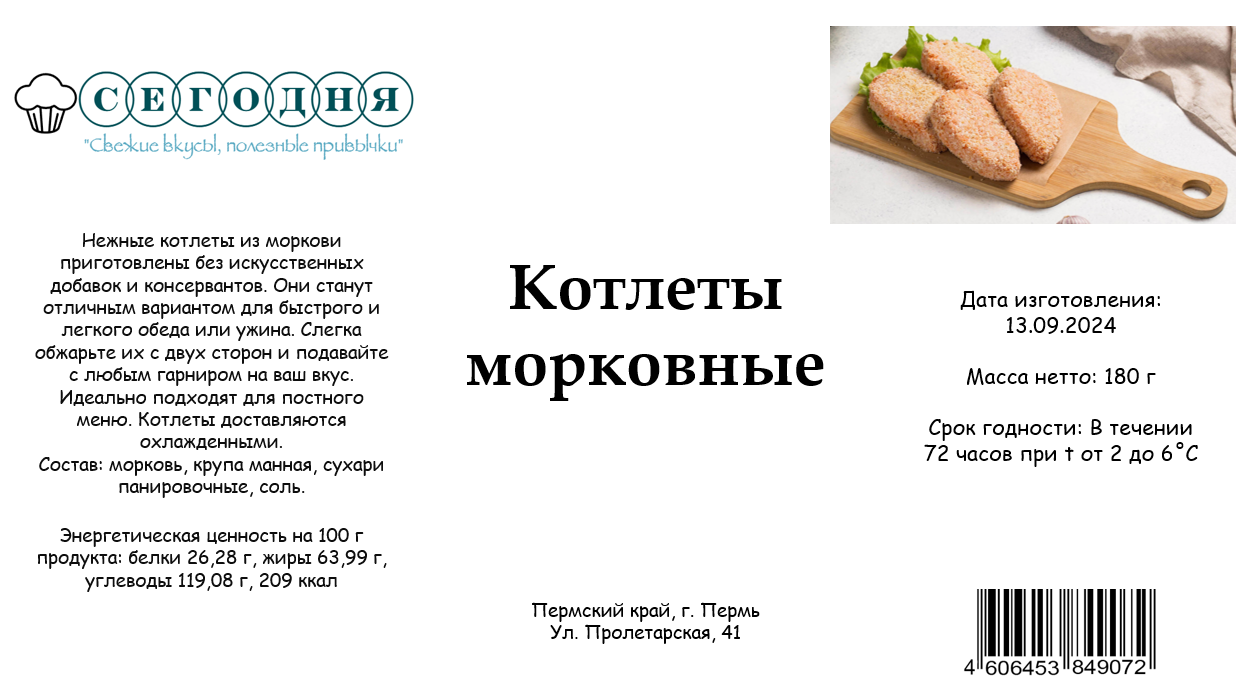 СЕГОДНЯ
"Свежие вкусы, полезные привычки"
Нежные котлеты из моркови
приготовлены без искусственных
добавок и консервантов. Они станут
отличным вариантом для быстрого и
легкого обеда или ужина. Слегка
обжарьте их с двух сторон и подавайте
с любым гарниром на ваш вкус.
Идеально подходят для постного
меню. Котлеты доставляются
охлажденными.
Состав: морковь, крупа манная, сухари
панировочные, соль.
Энергетическая ценность на 100 г
продукта: белки 26,28 г, жиры 63,99 г,
углеводы 119,08 г, 209 ккал
Котлеты
морковные
Пермский край, г. Пермь
Ул. Пролетарская, 41
Дата изготовления:
13.09.2024
Масса нетто: 180 г
Срок годности: В течении
72 часов при t от 2 до 6˚С
4 606453 849072